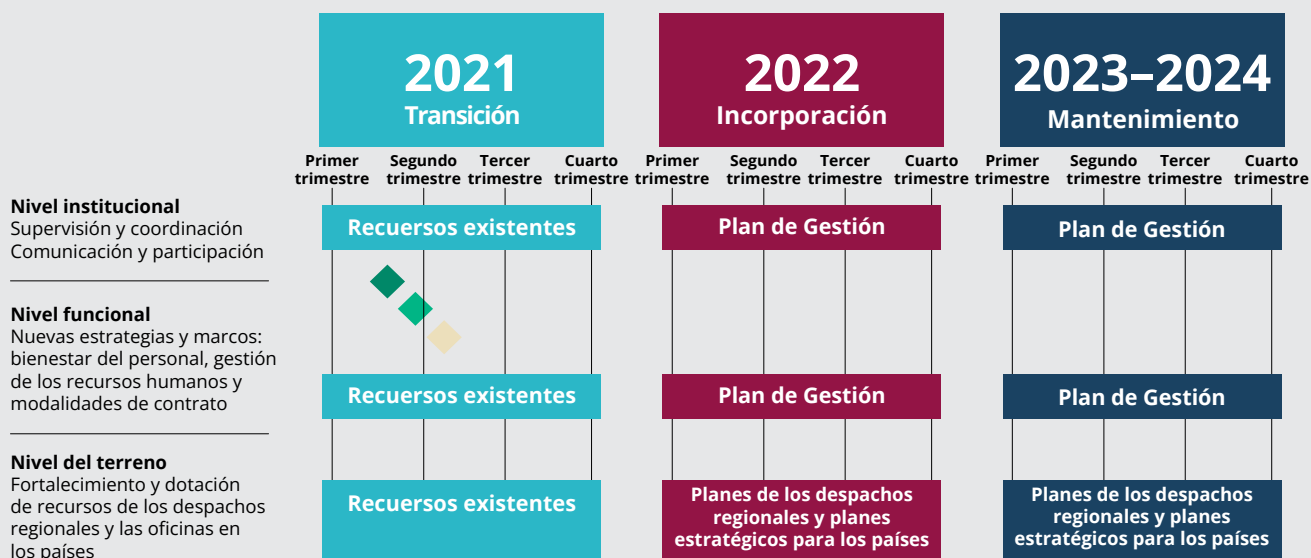 2021
Transición
2022
Incorporación
2023–2024
Mantenimiento
Primer trimestre
Segundo trimestre
Tercer trimestre
Cuarto trimestre
Primer trimestre
Segundo trimestre
Tercer trimestre
Cuarto trimestre
Primer trimestre
Segundo trimestre
Tercer trimestre
Cuarto trimestre
Nivel institucional
Supervisión y coordinación
Comunicación y participación
Recuersos existentes
Plan de Gestión
Plan de Gestión
Nivel funcional
Nuevas estrategias y marcos:
bienestar del personal, gestión
de los recursos humanos y
modalidades de contrato
Recuersos existentes
Plan de Gestión
Plan de Gestión
Nivel del terreno
Fortalecimiento y dotación
de recursos de los despachos
regionales y las oficinas en
los países
Recuersos existentes
Planes de los despachos
regionales y planes
estratégicos para los países
Planes de los despachos
regionales y planes
estratégicos para los países